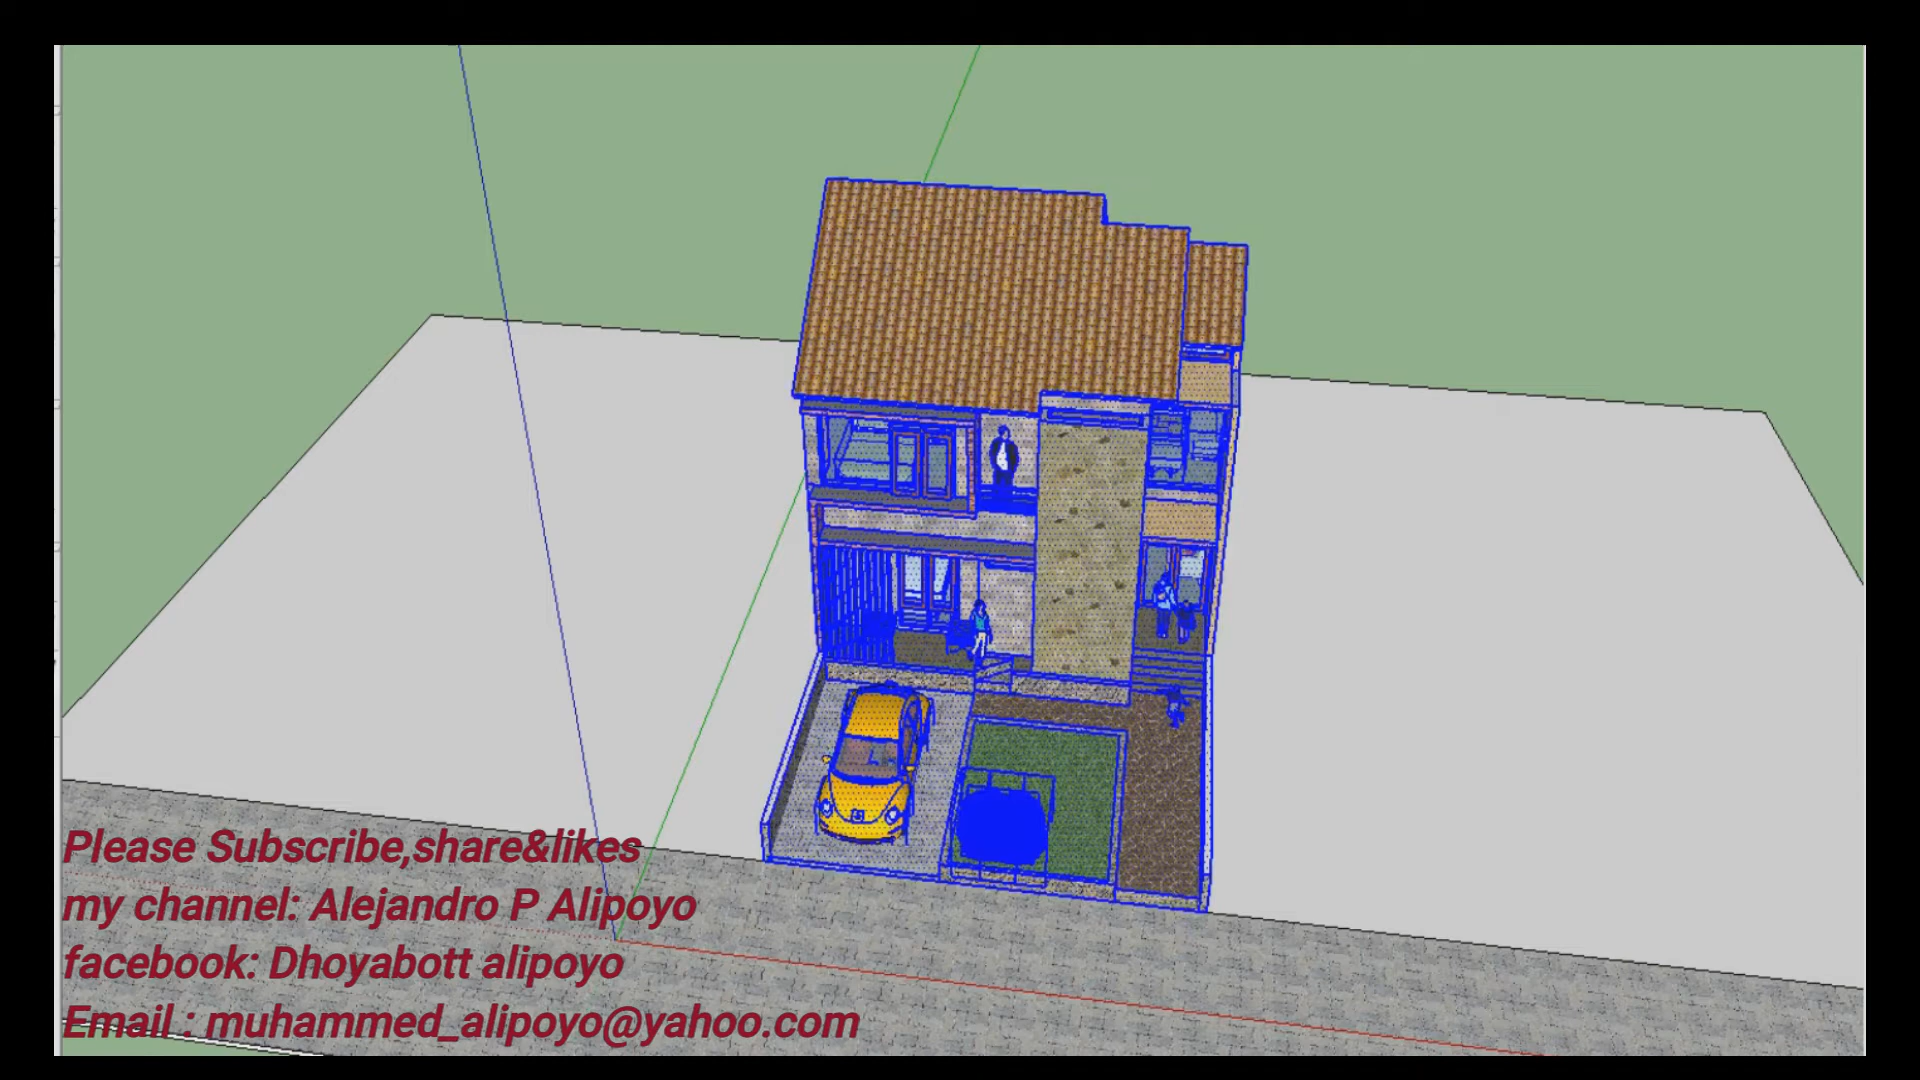 Please Subscribe,share&likes
my channel: Alejandro P Alipoyo
facebook: Dhoyabott alipoyo
Email : muhammed_alipoyo@yahoo.com